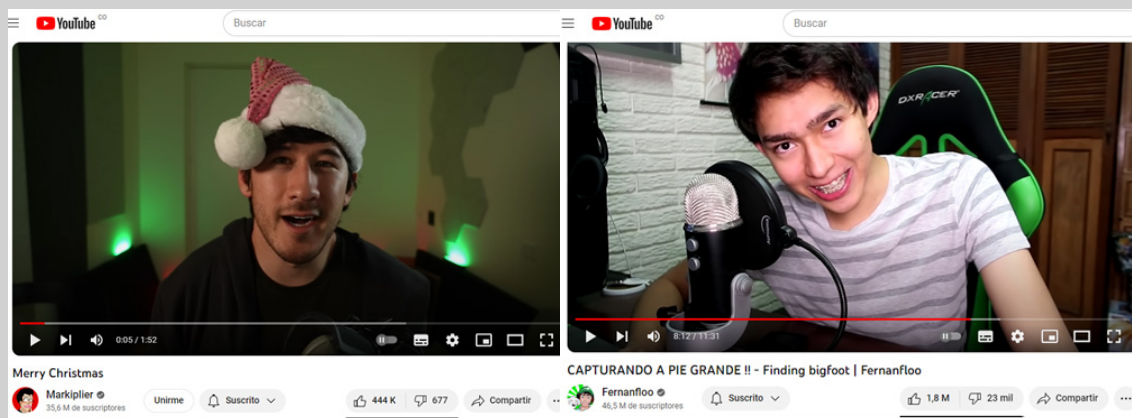 YouTube CO
Buscar
0:05 / 1:52
Merry Christmas
Markiplier
35,6 M de suscriptores
Unirme
Suscrito
444 K
677
Compartir
YouTube CO
Buscar
DXRACER
8:12 / 11:31
CAPTURANDO A PIE GRANDE !! - Finding bigfoot | Fernanfloo
Fernanfloo
46,5 M de suscriptores
Suscrito
1,8 M
23 mil
Compartir